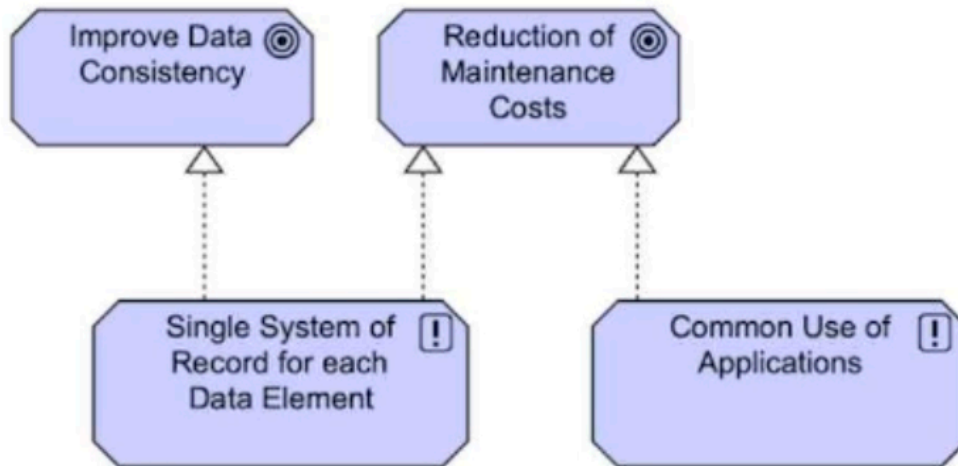 Improve Data
Consistency
Reduction of
Maintenance
Costs
Single System of
Record for each
Data Element
!
Common Use of
Applications
!